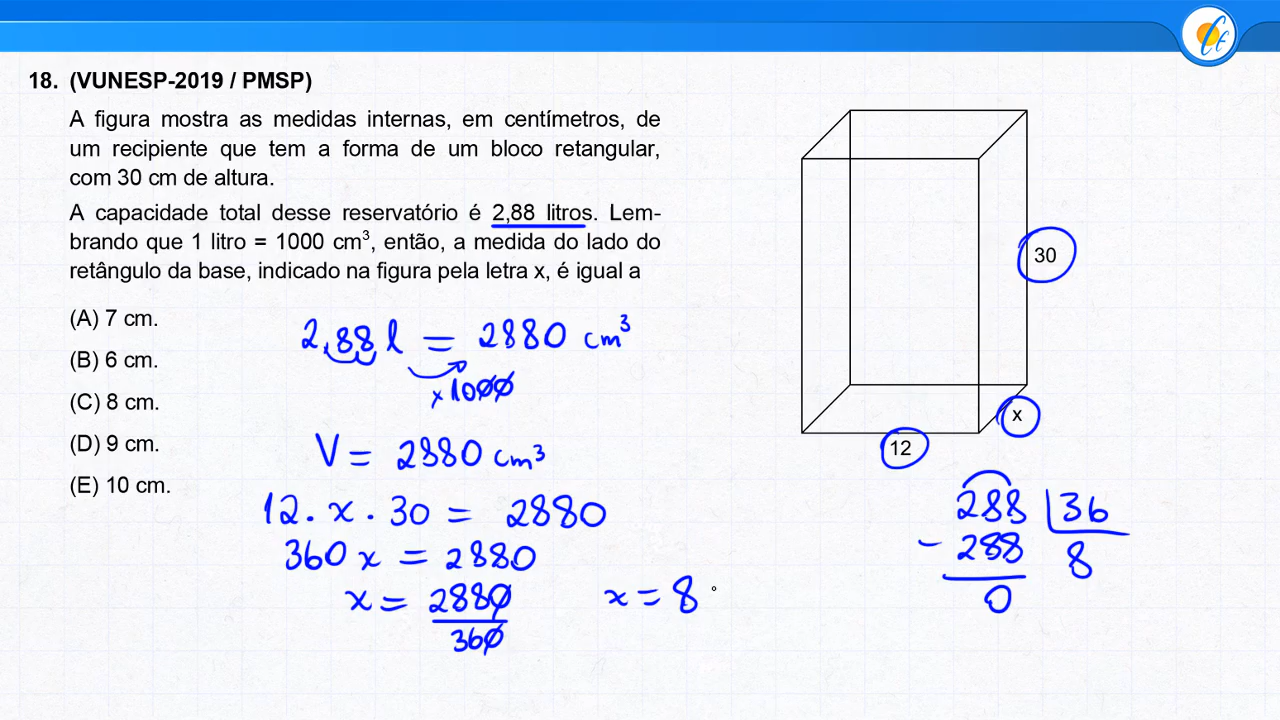 18. (VUNESP-2019 / PMSP)
A figura mostra as medidas internas, em centímetros, de
um recipiente que tem a forma de um bloco retangular,
com 30 cm de altura.
A capacidade total desse reservatório é 2,88 litros. Lem-
brando que 1 litro = 1000 cm³, então, a medida do lado do
retângulo da base, indicado na figura pela letra x, é igual a
(A) 7 cm.
(B) 6 cm.
(C) 8 cm.
(D) 9 cm.
(E) 10 cm.
2,88 l = 2880 cm³
x 1000
V = 2880 cm³
12 . x . 30 = 2880
360 x = 2880
x = 2880
360
x = 8
30
x
12
288 36
- 288 8
0